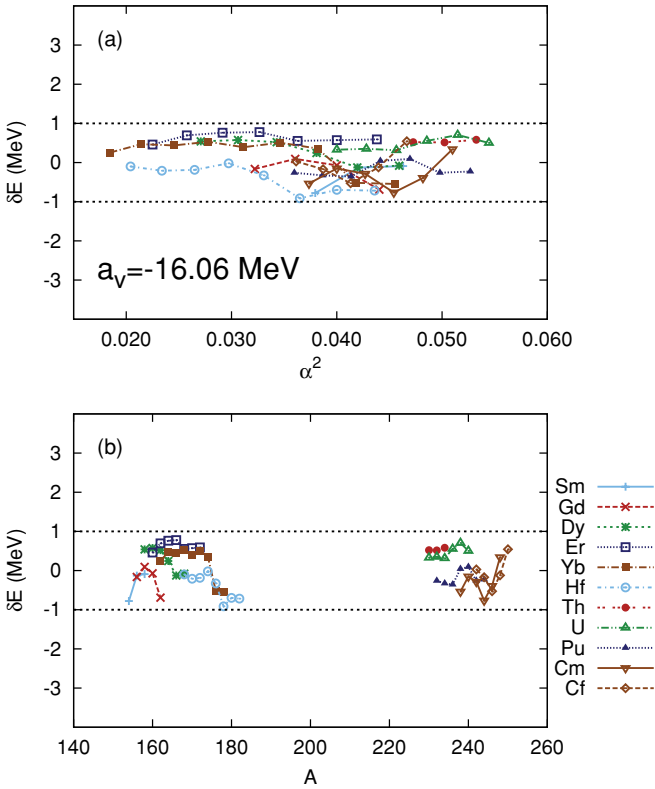 (a)
3
2
1
0
-1
-2
-3
δE (MeV)
a_v=-16.06 MeV
0.020 0.030 0.040 0.050 0.060
α²
(b)
3
2
1
0
-1
-2
-3
δE (MeV)
140 160 180 200 220 240 260
A
Sm
Gd
Dy
Er
Yb
Hf
Th
U
Pu
Cm
Cf